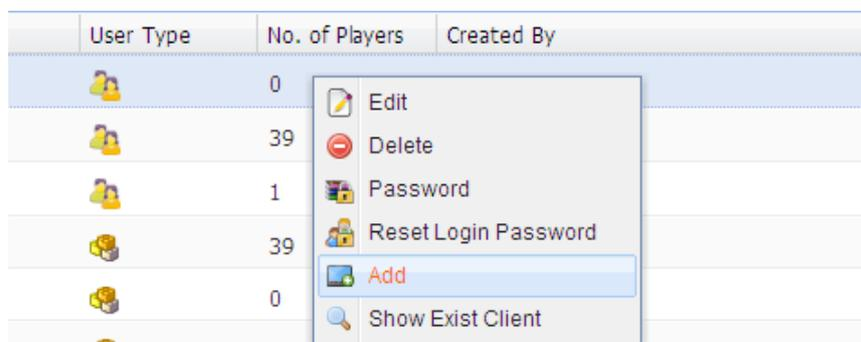 User Type No. of Players Created By
0
Edit
39
Delete
1
Password
39
Reset Login Password
Add
0
Show Exist Client